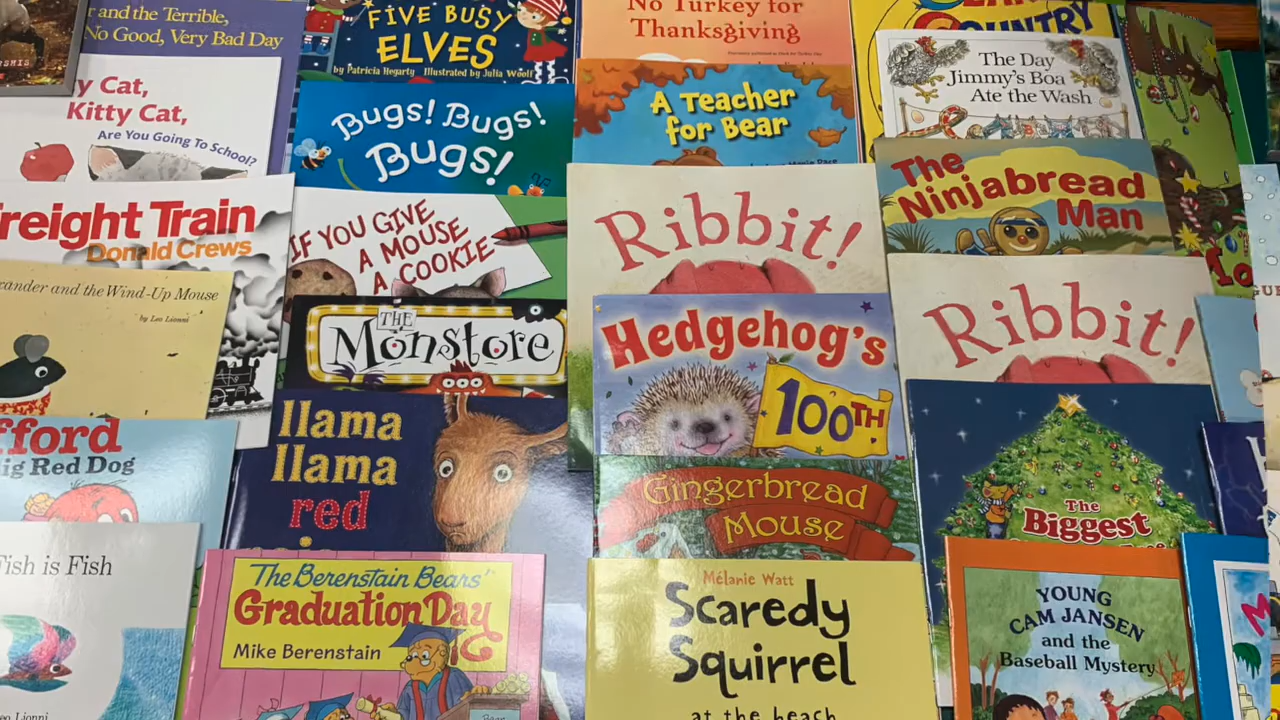 r and the Terrible,
No Good, Very Bad Day
y Cat,
Kitty Cat,
Are You Going To School?
reight Train
Donald Crews
xander and the Wind-Up Mouse
by Leo Lionni
fford
ig Red Dog
Fish is Fish
eo Lionni
FIVE BUSY
ELVES
by Patricia Hegarty Illustrated by Julia Woolf
Bugs! Bugs!
Bugs!
IF YOU GIVE
A MOUSE
A COOKIE
THE
Monstore
llama
llama
red
The Berenstain Bears'
Graduation Day
Mike Berenstain
No Turkey for
Thanksgiving
A Teacher
for Bear
Ribbit!
Hedgehog's
100TH
Gingerbread
Mouse
Mélanie Watt
Scaredy
Squirrel
at the beach
COUNTRY
The Day
Jimmy's Boa
Ate the Wash
The
Ninjabread
Man
Ribbit!
The
Biggest
YOUNG
CAM JANSEN
and the
Baseball Mystery